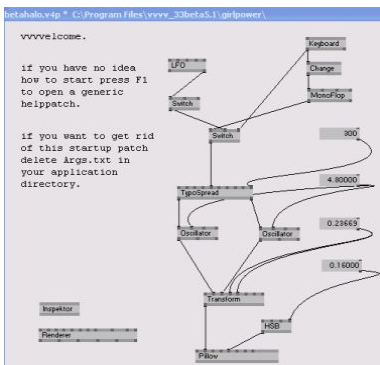 betahalo.v4p * C:\Program Files\vvvv_33beta5.1\girlpower\
vvvvelcome.
if you have no idea
how to start press F1
to open a generic
helppatch.
if you want to get rid
of this startup patch
delete Args.txt in
your application
directory.
Keyboard
LFO
Change
MonoFlop
Switch
Switch
300
4.80000
TypoSpread
0.23669
Oscillator
Oscillator
0.16000
Transform
Inspektor
HSB
Renderer
Pillow